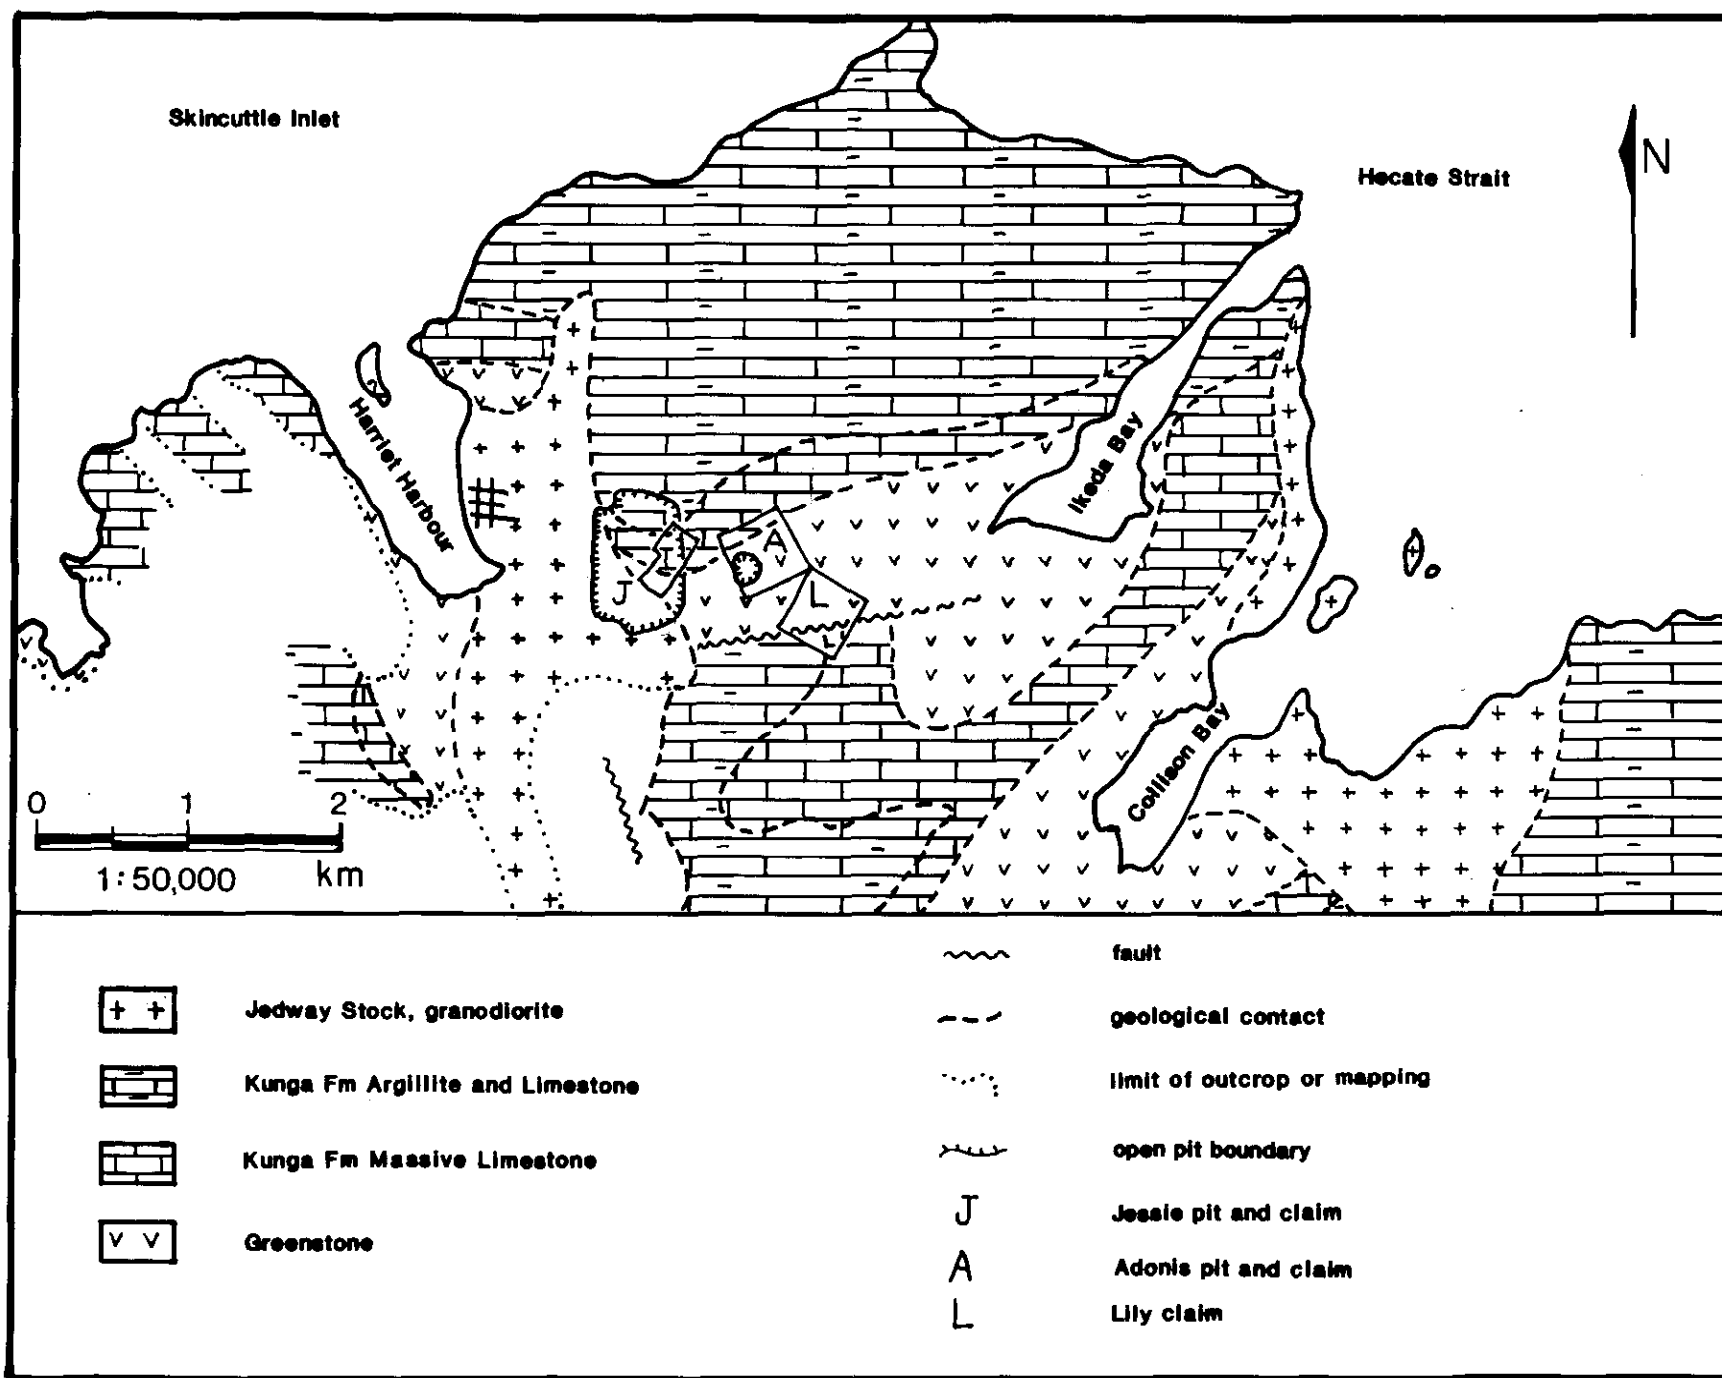 Skincuttle Inlet
Hecate Strait
N
Harriet Harbour
Ikeda Bay
Collison Bay
J
J
A
L
L
0 1 2
1:50,000 km
Jedway Stock, granodiorite
Kunga Fm Argillite and Limestone
Kunga Fm Massive Limestone
Greenstone
fault
geological contact
limit of outcrop or mapping
open pit boundary
J Jessie pit and claim
A Adonis pit and claim
L Lily claim